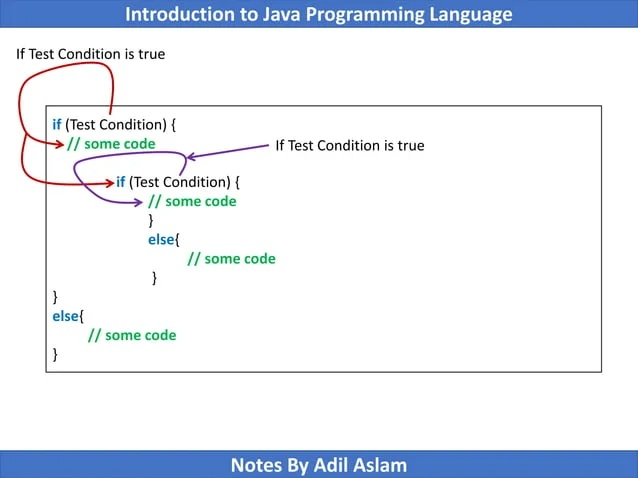 Introduction to Java Programming Language
If Test Condition is true
if (Test Condition) {
// some code
If Test Condition is true
if (Test Condition) {
// some code
}
else{
// some code
}
}
else{
// some code
}
Notes By Adil Aslam